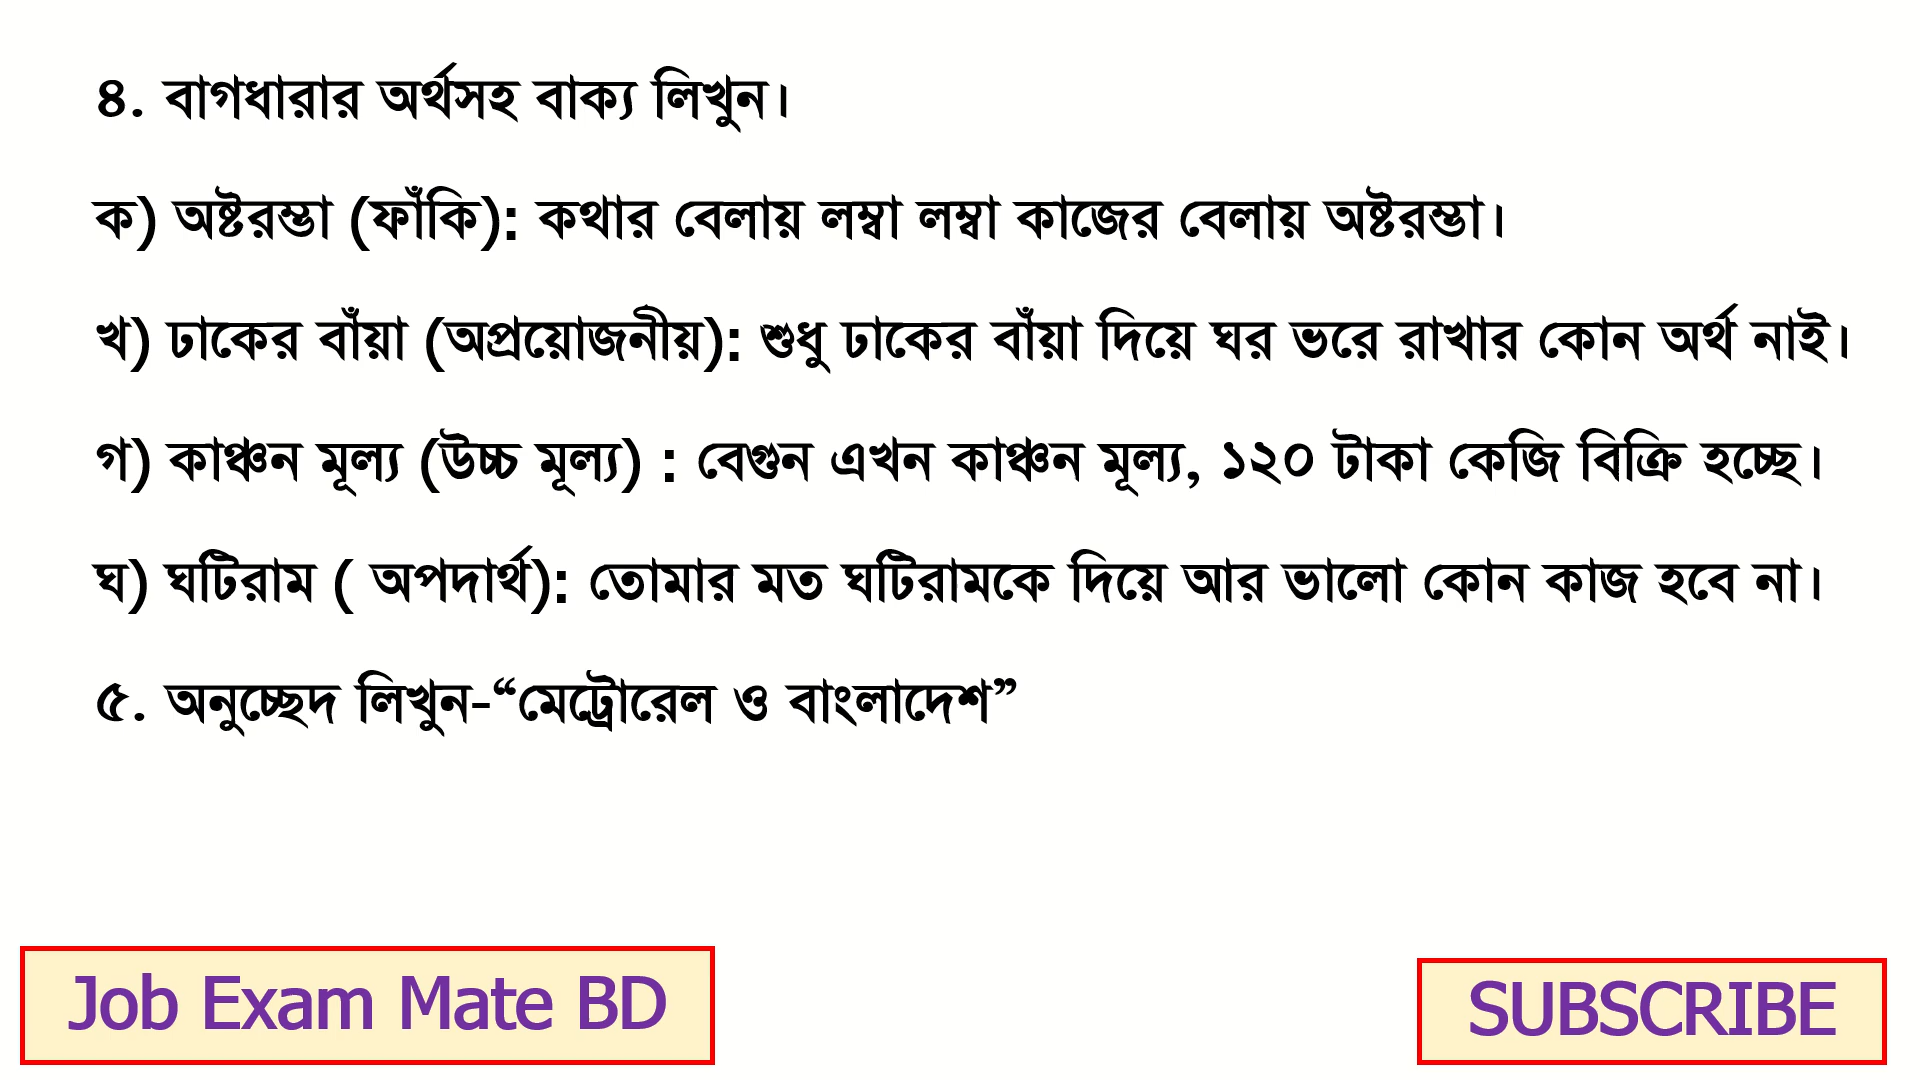 ৪. বাগধারার অর্থসহ বাক্য লিখুন।
ক) অষ্টরম্ভা (ফাঁকি): কথার বেলায় লম্বা লম্বা কাজের বেলায় অষ্টরম্ভা।
খ) ঢাকের বাঁয়া (অপ্রয়োজনীয়): শুধু ঢাকের বাঁয়া দিয়ে ঘর ভরে রাখার কোন অর্থ নাই।
গ) কাঞ্চন মূল্য (উচ্চ মূল্য) : বেগুন এখন কাঞ্চন মূল্য, ১২০ টাকা কেজি বিক্রি হচ্ছে।
ঘ) ঘটিরাম ( অপদার্থ): তোমার মত ঘটিরামকে দিয়ে আর ভালো কোন কাজ হবে না।
৫. অনুচ্ছেদ লিখুন-“মেট্রোরেল ও বাংলাদেশ”
Job Exam Mate BD
SUBSCRIBE